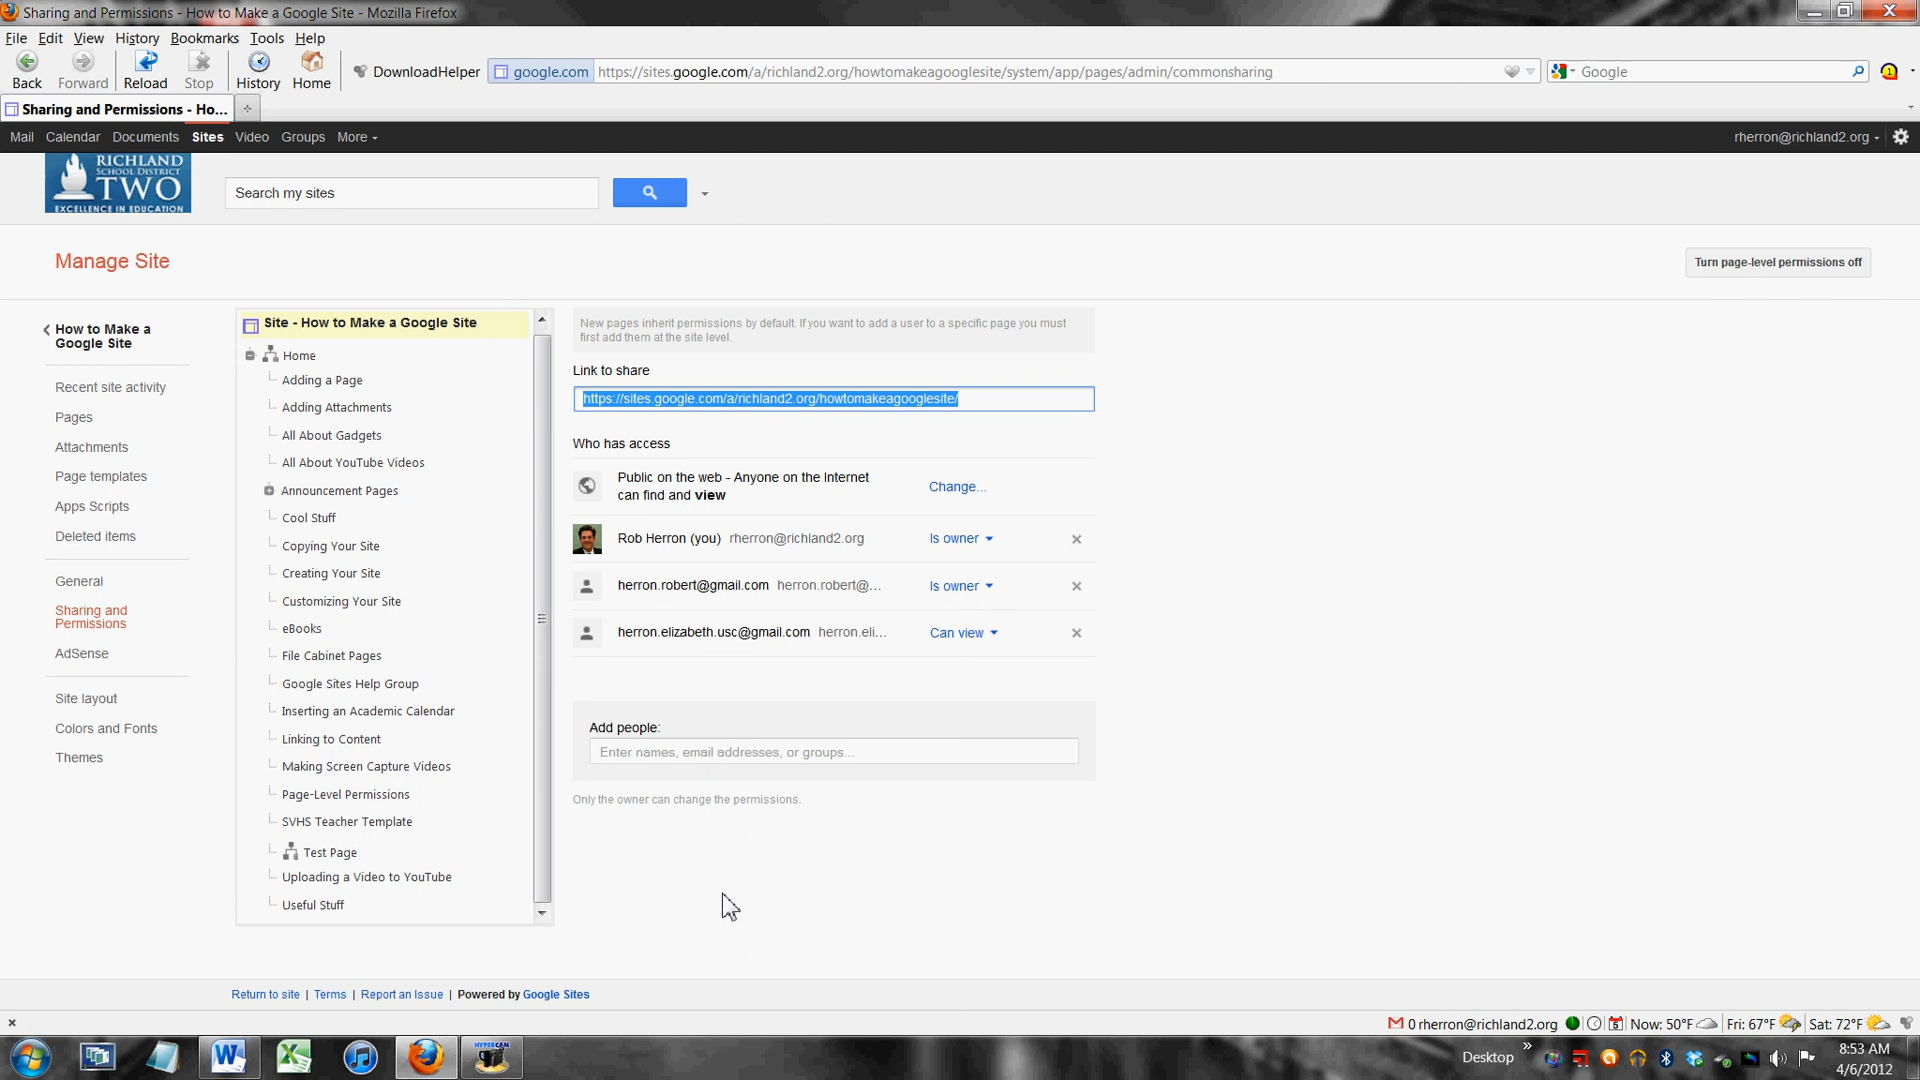 Sharing and Permissions - How to Make a Google Site - Mozilla Firefox
File Edit View History Bookmarks Tools Help
Back Forward Reload Stop History Home DownloadHelper google.com https://sites.google.com/a/richland2.org/howtomakeagooglesite/system/app/pages/admin/commonsharing Google 1
Sharing and Permissions - Ho...
Mail Calendar Documents Sites Video Groups More rherron@richland2.org
RICHLAND
SCHOOL DISTRICT
TWO
EXCELLENCE IN EDUCATION
Search my sites
Manage Site
Turn page-level permissions off
How to Make a
Google Site
Recent site activity
Pages
Attachments
Page templates
Apps Scripts
Deleted items
General
Sharing and
Permissions
AdSense
Site layout
Colors and Fonts
Themes
Site - How to Make a Google Site
Home
Adding a Page
Adding Attachments
All About Gadgets
All About YouTube Videos
Announcement Pages
Cool Stuff
Copying Your Site
Creating Your Site
Customizing Your Site
eBooks
File Cabinet Pages
Google Sites Help Group
Inserting an Academic Calendar
Linking to Content
Making Screen Capture Videos
Page-Level Permissions
SVHS Teacher Template
Test Page
Uploading a Video to YouTube
Useful Stuff
New pages inherit permissions by default. If you want to add a user to a specific page you must
first add them at the site level.
Link to share
https://sites.google.com/a/richland2.org/howtomakeagooglesite/
Who has access
Public on the web - Anyone on the Internet
can find and view
Change...
Rob Herron (you) rherron@richland2.org Is owner
herron.robert@gmail.com herron.robert@... Is owner
herron.elizabeth.usc@gmail.com herron.eli... Can view
Add people:
Enter names, email addresses, or groups...
Only the owner can change the permissions.
Return to site | Terms | Report an Issue | Powered by Google Sites
0 rherron@richland2.org 5 Now: 50°F Fri: 67°F Sat: 72°F
HYPERCAM
Desktop » 8:53 AM
4/6/2012